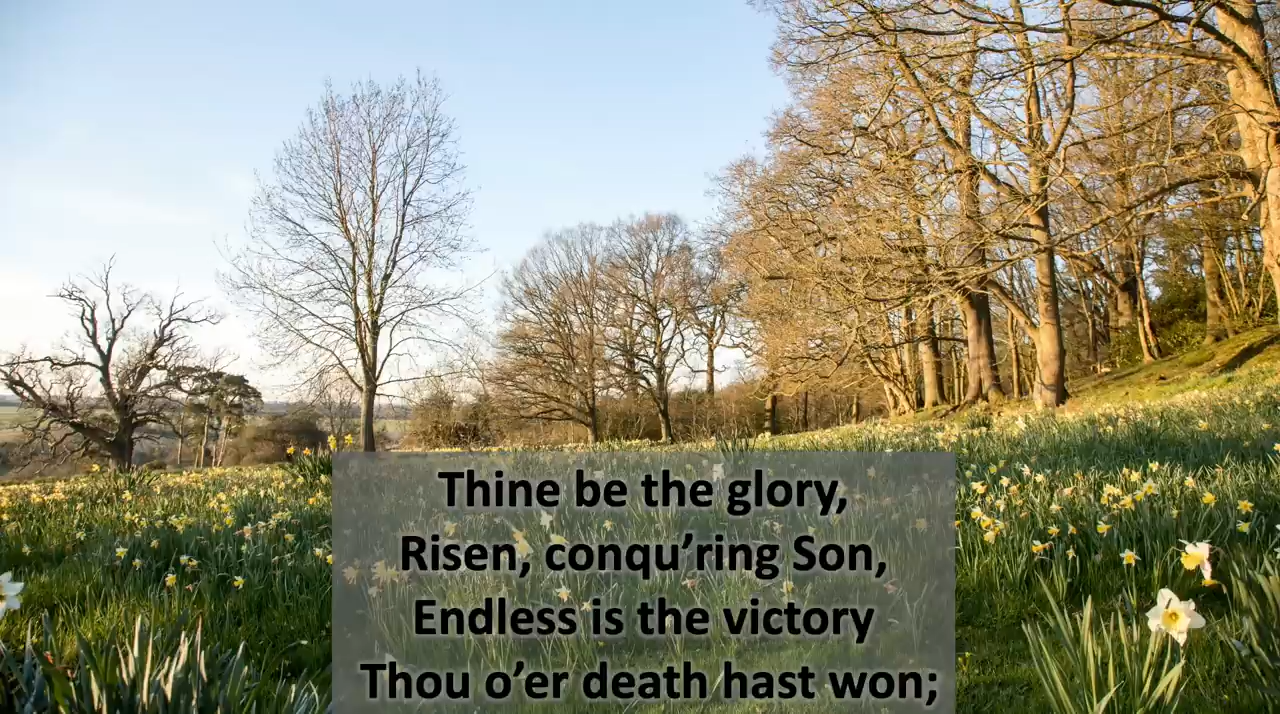 Thine be the glory,
Risen, conqu’ring Son,
Endless is the victory
Thou o’er death hast won;